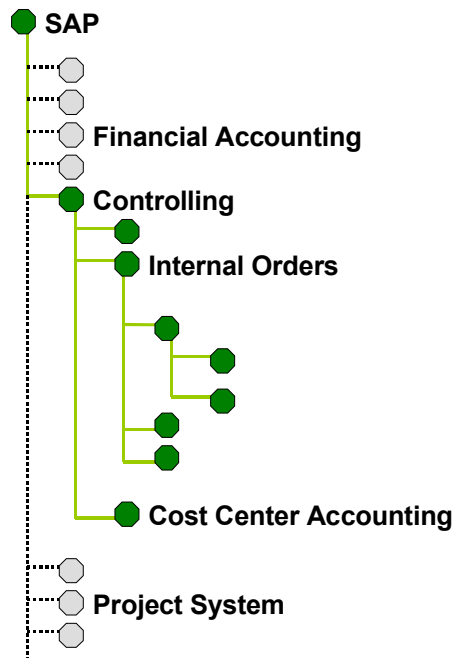 SAP
Financial Accounting
Controlling
Internal Orders
Cost Center Accounting
Project System